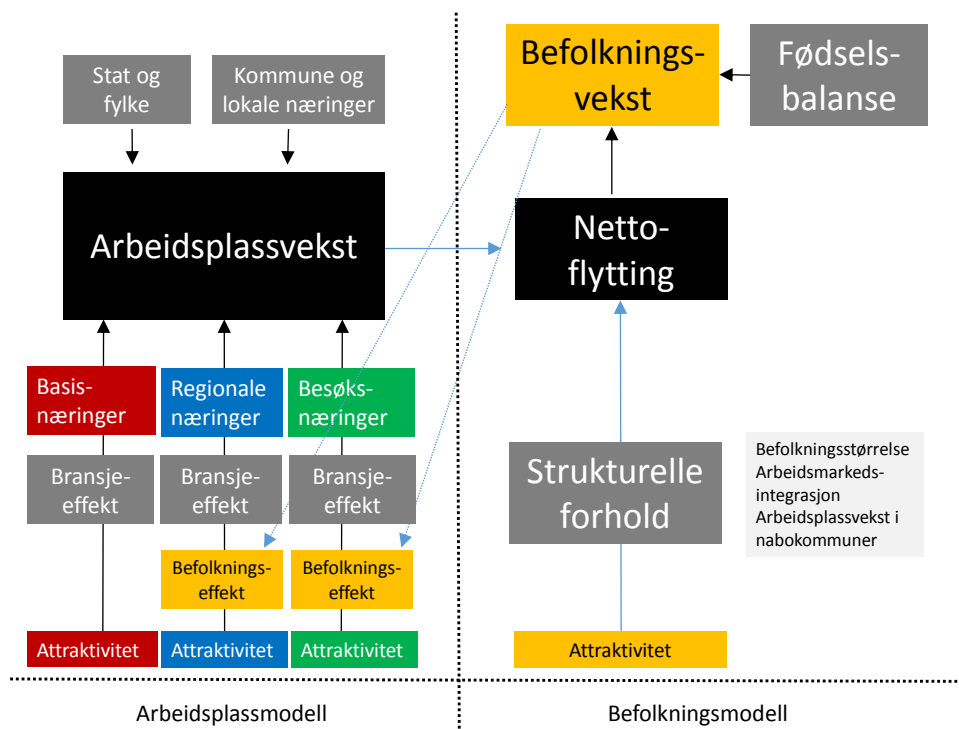 Stat og
fylke
Kommune og
lokale næringer
Arbeidsplassvekst
Basis-
næringer
Regionale
næringer
Besøks-
næringer
Bransje-
effekt
Bransje-
effekt
Bransje-
effekt
Befolknings-
effekt
Befolknings-
effekt
Attraktivitet
Attraktivitet
Attraktivitet
Arbeidsplassmodell
Befolknings-
vekst
Fødsels-
balanse
Netto-
flytting
Strukturelle
forhold
Befolkningsstørrelse
Arbeidsmarkeds-
integrasjon
Arbeidsplassvekst i
nabokommuner
Attraktivitet
Befolkningsmodell